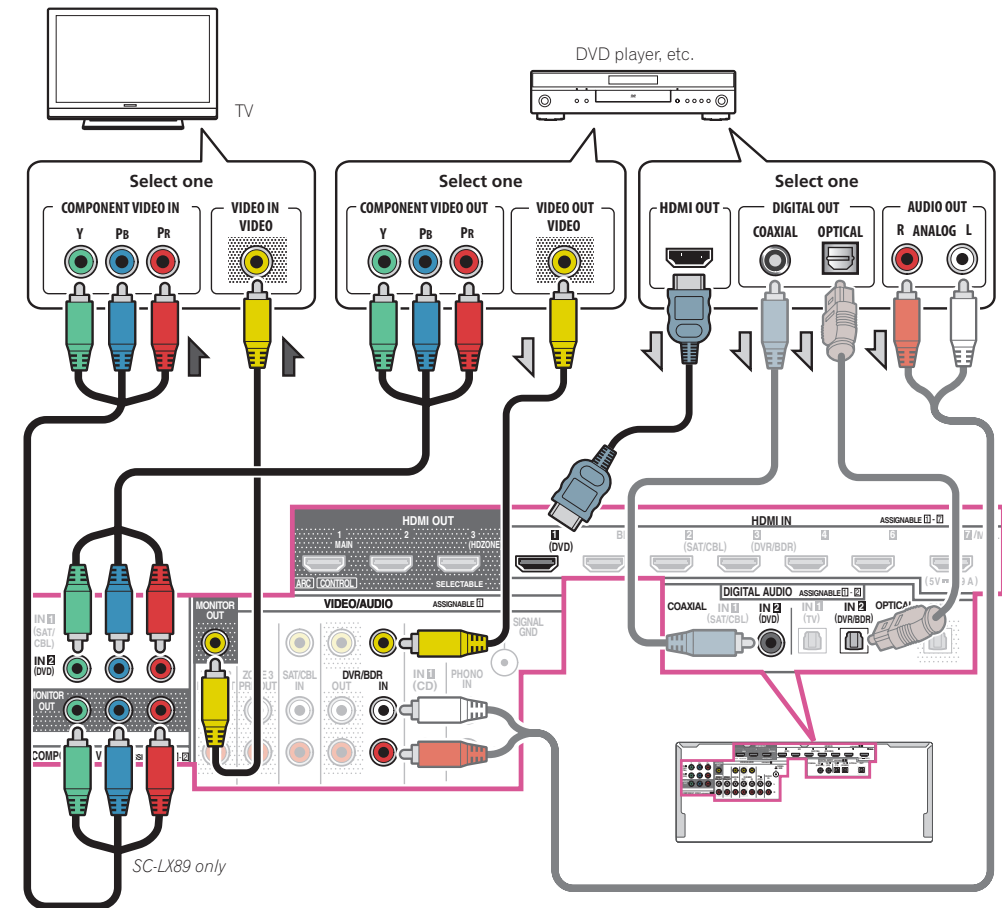 DVD player, etc.
TV
Select one
COMPONENT VIDEO IN
Y PB PR
VIDEO IN
VIDEO
Select one
COMPONENT VIDEO OUT
Y PB PR
VIDEO OUT
VIDEO
Select one
HDMI OUT
DIGITAL OUT
COAXIAL OPTICAL
AUDIO OUT
R ANALOG L
HDMI OUT
1
MAIN
2
3
(HDZONE
ARC CONTROL
SELECTABLE
HDMI IN
ASSIGNABLE 1 - 7
1
(DVD)
2
(SAT/CBL)
3
(DVR/BDR)
4
6
7
(5V
DIGITAL AUDIO ASSIGNABLE 1 - 2
COAXIAL
IN 1
(SAT/CBL)
IN 2
(DVD)
IN 1
(TV)
IN 2
(DVR/BDR)
OPTICAL
IN 1
(SAT/
CBL)
IN 2
(DVD)
MONITOR
OUT
MONITOR
OUT
VIDEO/AUDIO
ASSIGNABLE 1
SIGNAL
GND
ZONE 3
SAT/CBL
IN
OUT
DVR/BDR
IN
IN 1
(CD)
PHONO
IN
SC-LX89 only